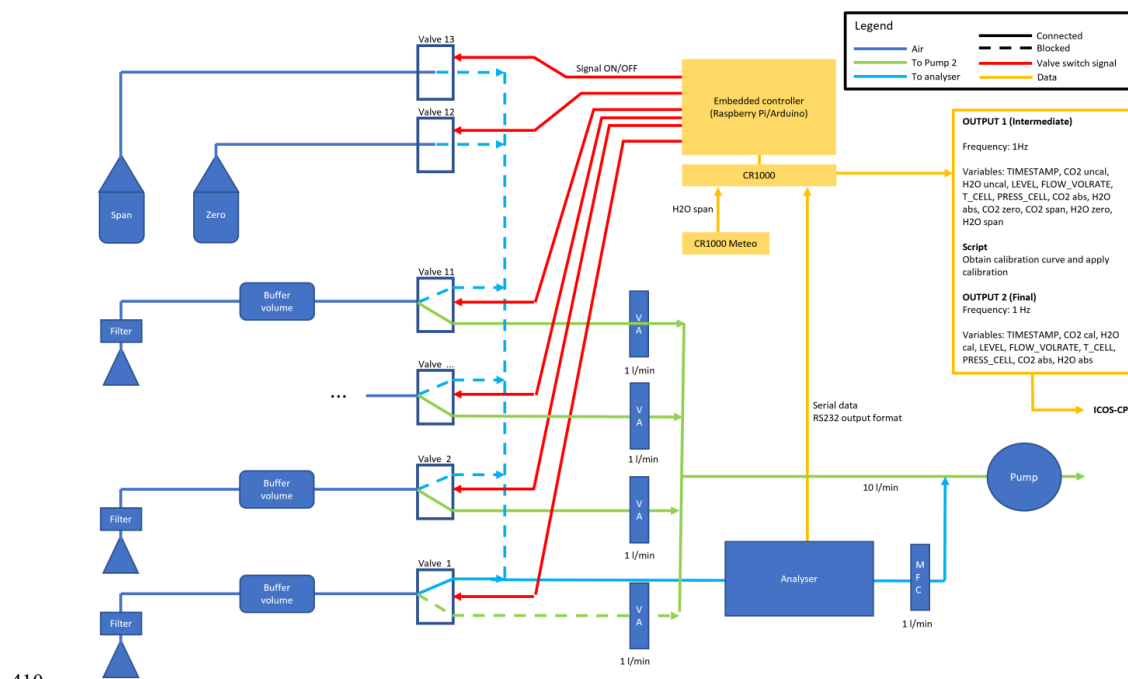 Valve 13
Signal ON/OFF
Embedded controller
(Raspberry Pi/Arduino)
Legend
Air
To Pump 2
To analyser
Connected
Blocked
Valve switch signal
Data
Valve 12
CR1000
H2O span
CR1000 Meteo
Span
Zero
OUTPUT 1 (Intermediate)
Frequency: 1Hz
Variables: TIMESTAMP, CO2 uncal,
H2O uncal, LEVEL, FLOW_VOLRATE,
T_CELL, PRESS_CELL, CO2 abs, H2O
abs, CO2 zero, CO2 span, H2O zero,
H2O span
Script
Obtain calibration curve and apply
calibration
OUTPUT 2 (Final)
Frequency: 1 Hz
Variables: TIMESTAMP, CO2 cal, H2O
cal, LEVEL, FLOW_VOLRATE, T_CELL,
PRESS_CELL, CO2 abs, H2O abs
ICOS-CP
Valve 11
Buffer
volume
Filter
V
A
1 l/min
Valve ...
...
V
A
1 l/min
Serial data
RS232 output format
Valve 2
Buffer
volume
Filter
V
A
1 l/min
10 l/min
Pump
Valve 1
Buffer
volume
Filter
V
A
1 l/min
Analyser
M
F
C
1 l/min